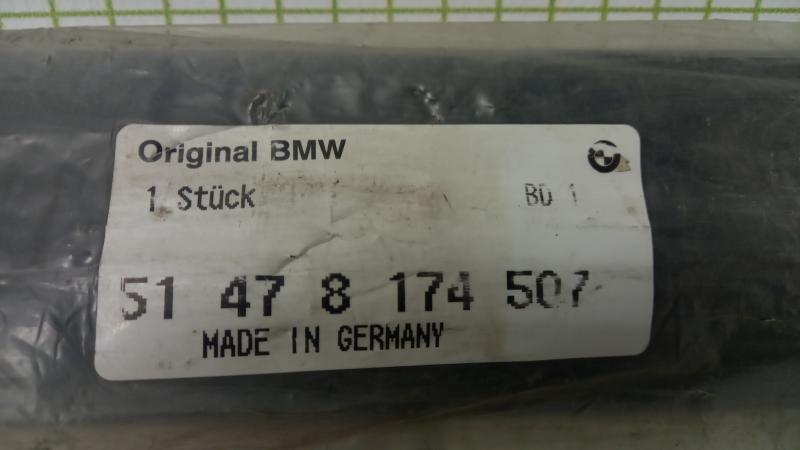 Original BMW
1 Stück
BD 1
51 47 8 174 507
MADE IN GERMANY